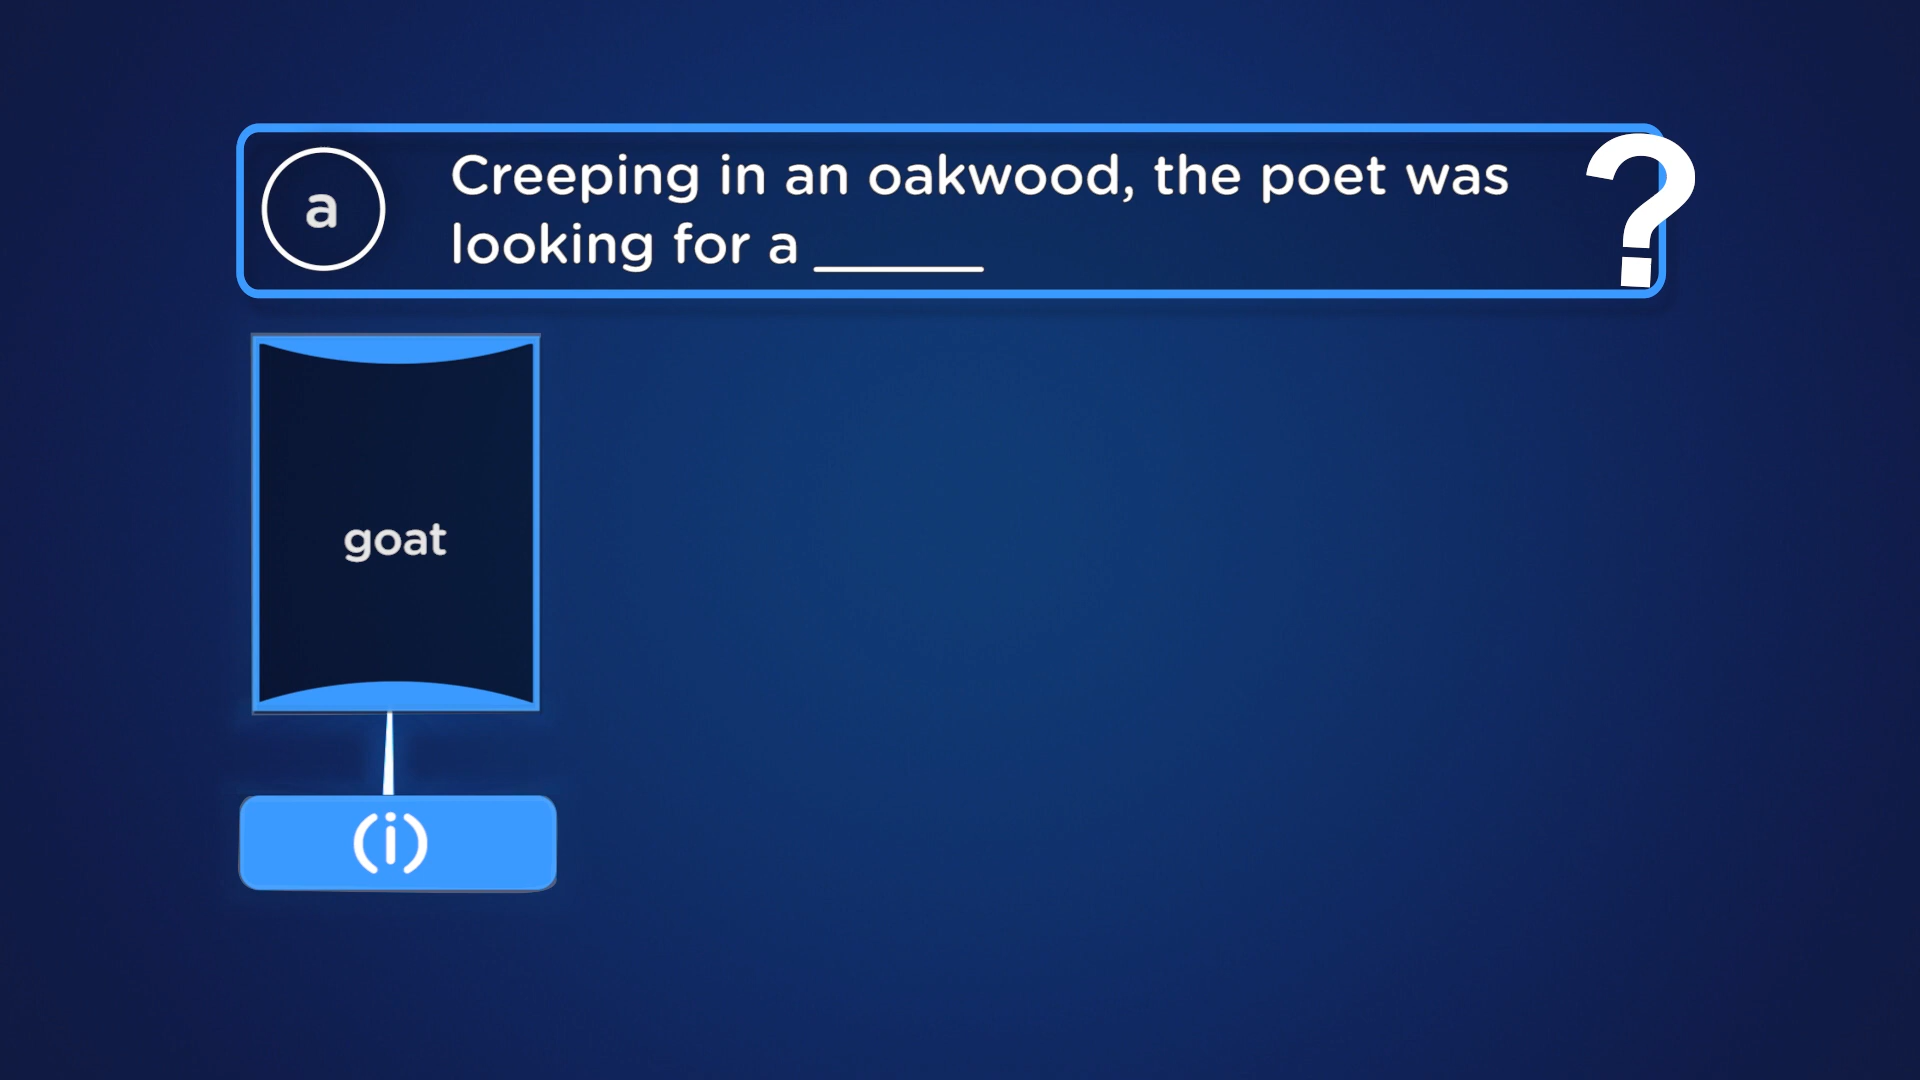 a
Creeping in an oakwood, the poet was
looking for a ______
?
goat
(i)